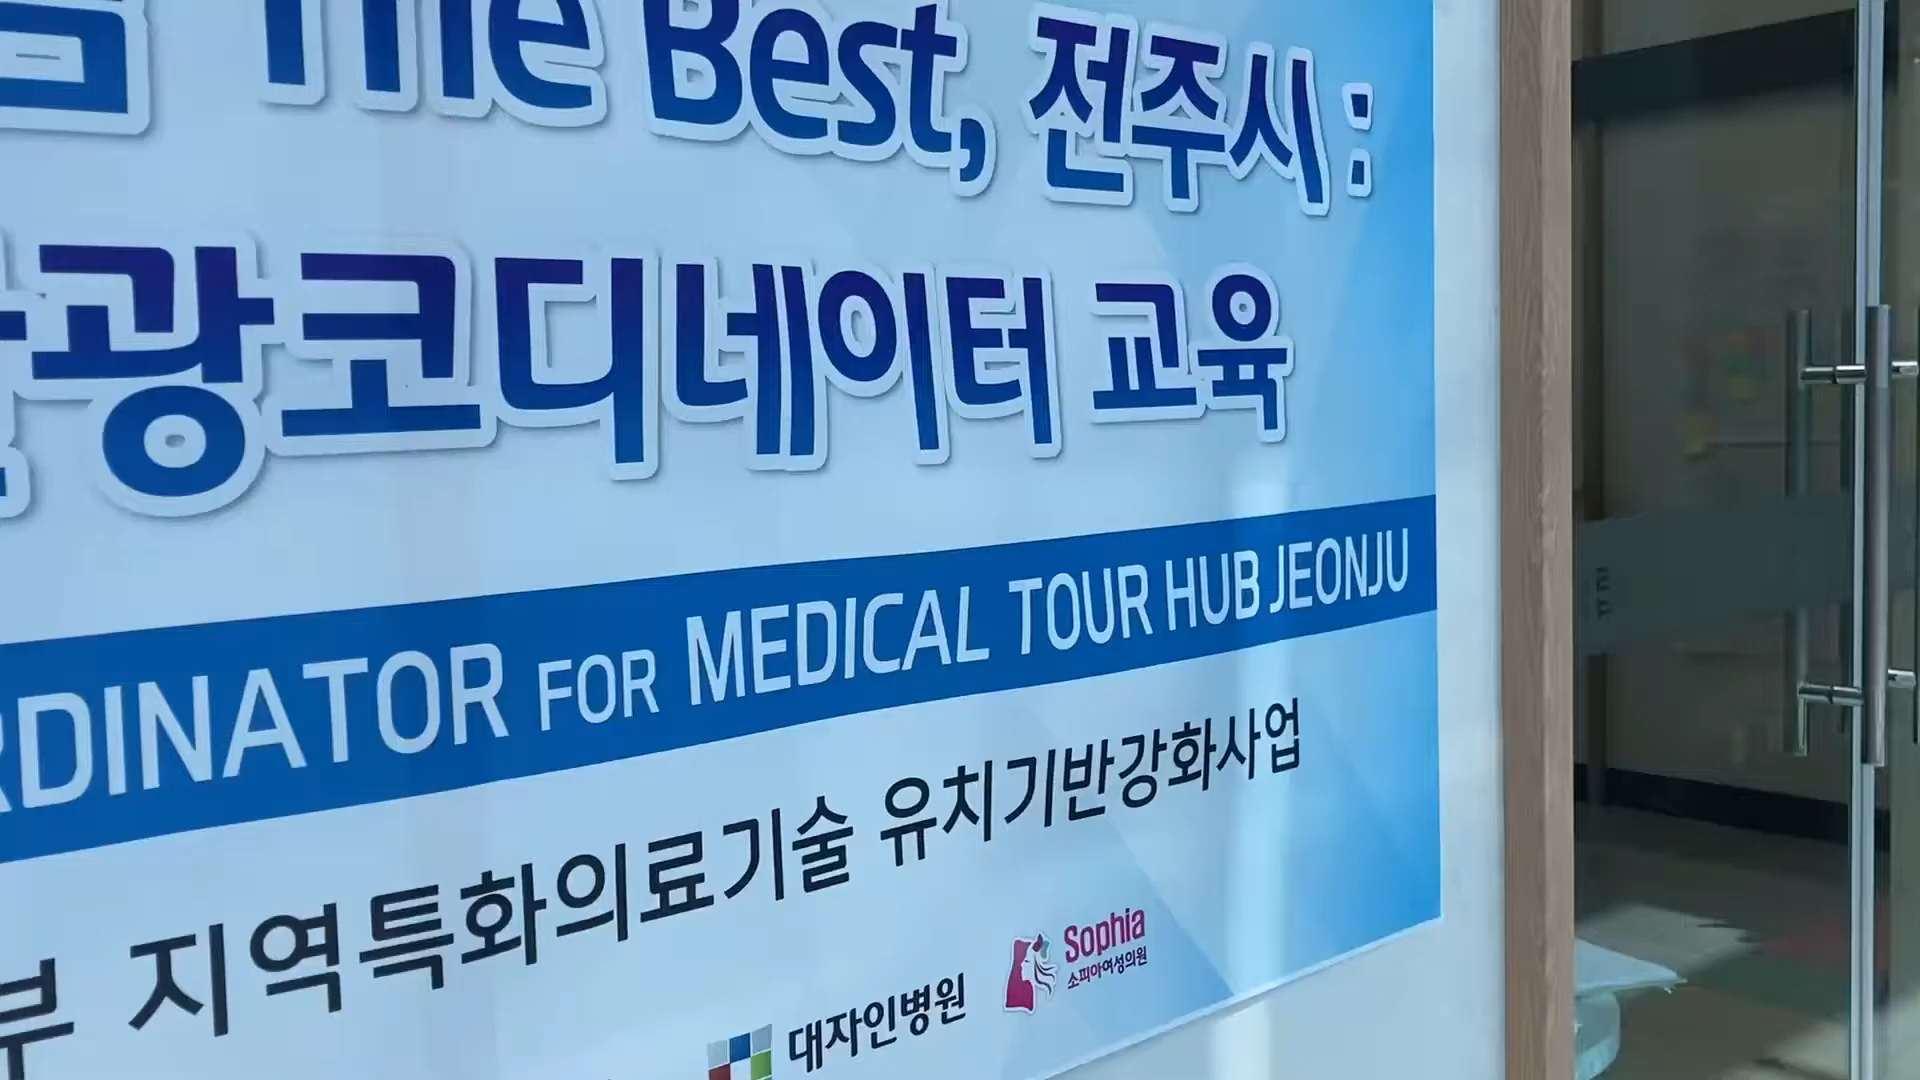 The Best, 전주시 :
광코디네이터 교육
RDINATOR FOR MEDICAL TOUR HUB JEONJU
부 지역특화의료기술 유치기반강화사업
대자인병원
Sophia
소피아여성의원